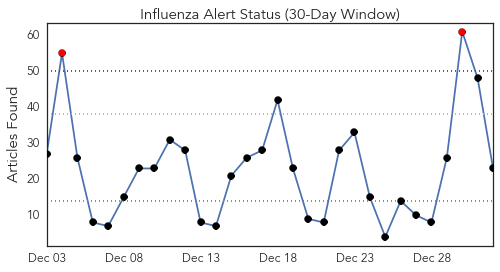 Influenza Alert Status (30-Day Window)
Articles Found
60
50
40
30
20
10
Dec 03 Dec 08 Dec 13 Dec 18 Dec 23 Dec 28